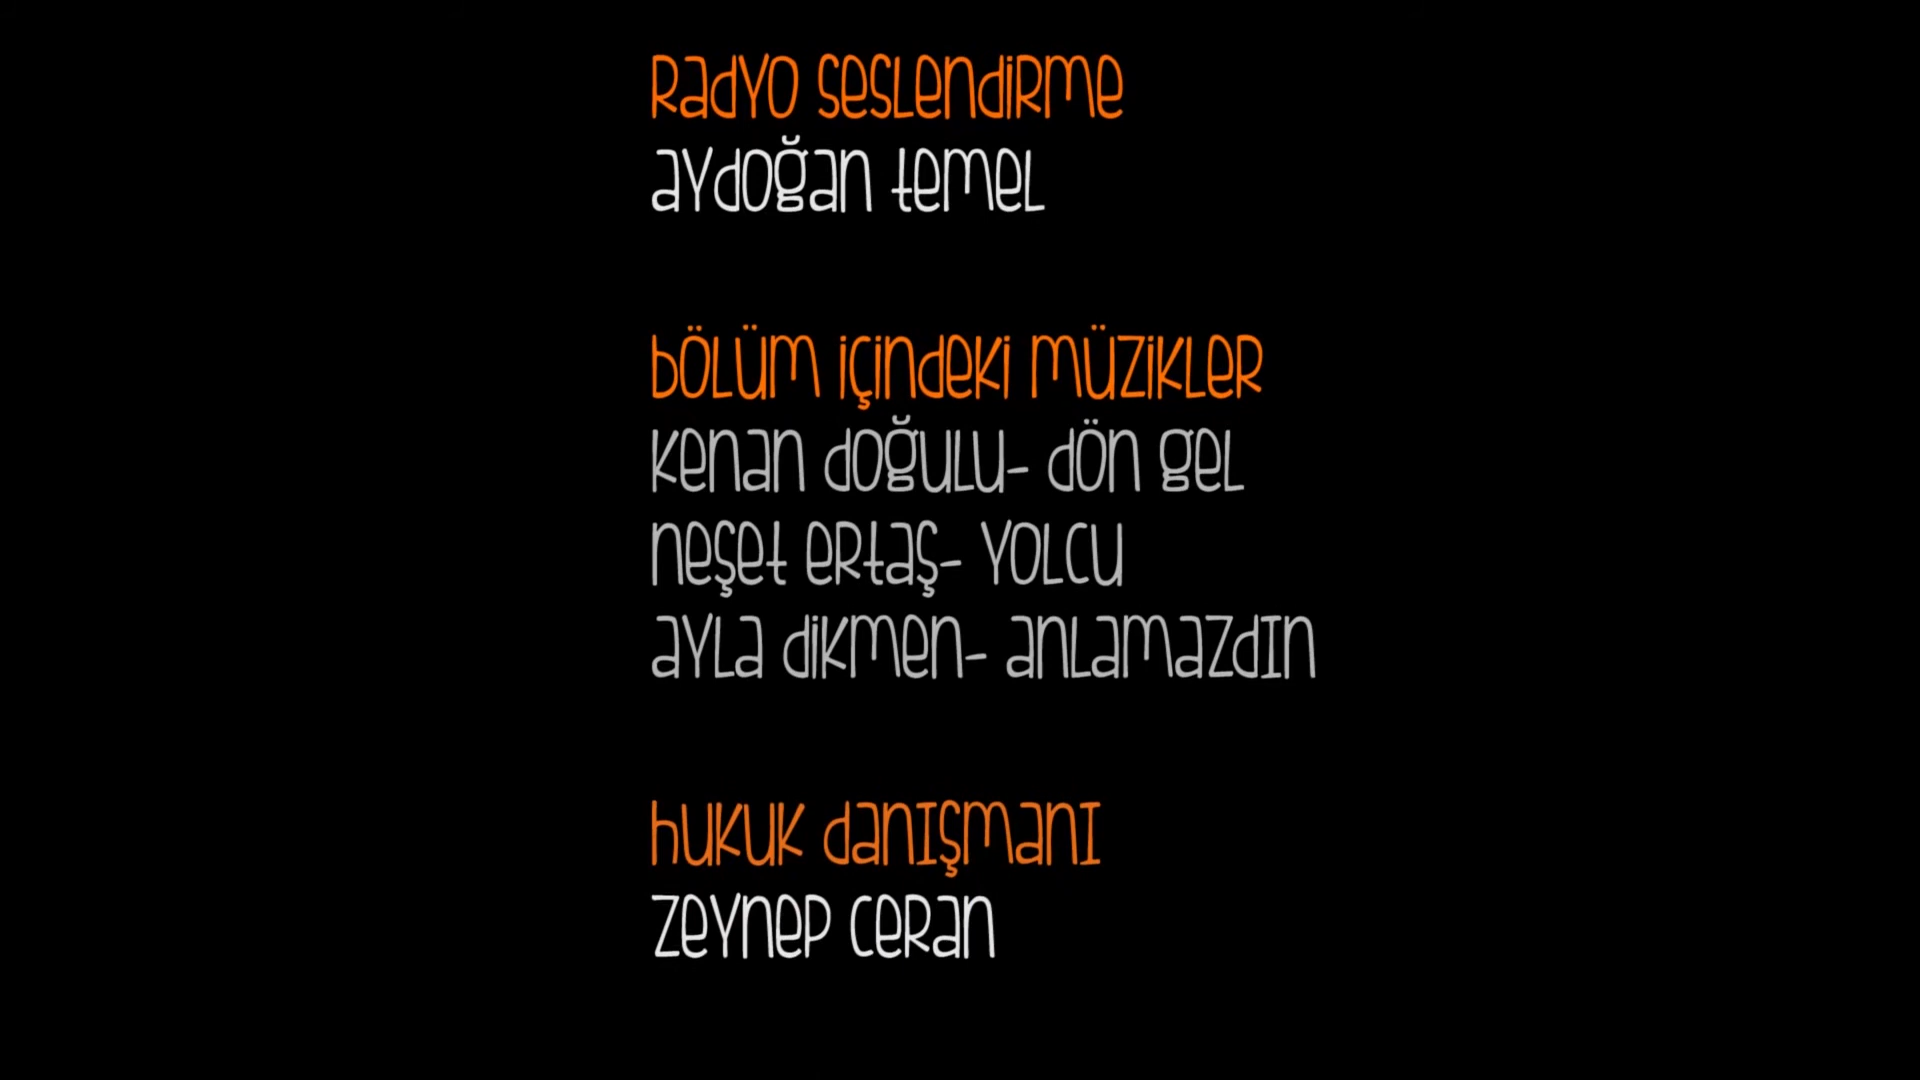 Radyo seslendirme
aydoğan temel
bölüm içindeki müzikler
kenan doğulu- dön gel
neşet ertaş- yolcu
ayla dikmen- anlamazdın
hukuk danışmanı
zeynep ceran